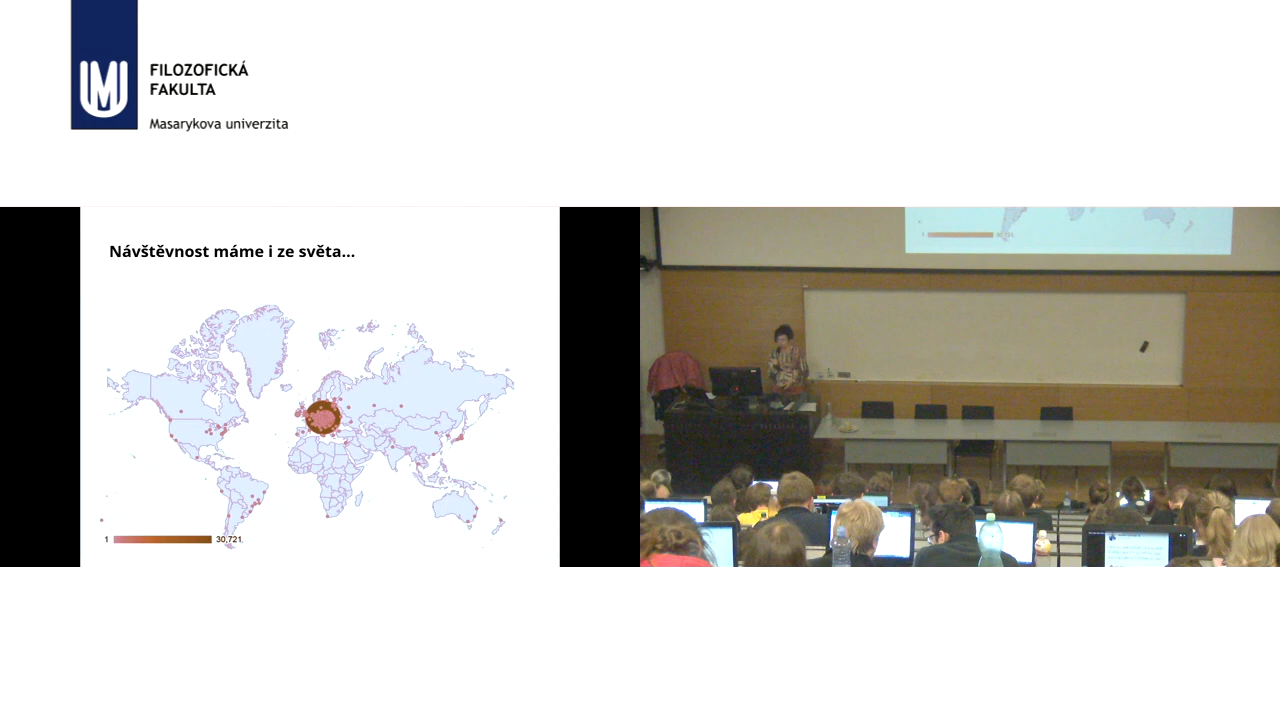 FILOZOFICKÁ
FAKULTA
Masarykova univerzita
Návštěvnost máme i ze světa...
1 30,721